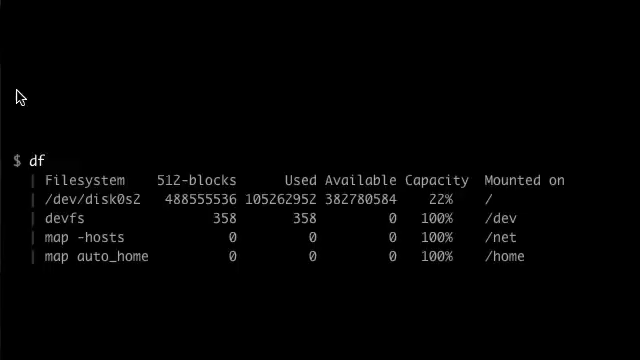 $ df
| Filesystem 512-blocks Used Available Capacity Mounted on
| /dev/disk0s2 488555536 105262952 382780584 22% /
| devfs 358 358 0 100% /dev
| map -hosts 0 0 0 100% /net
| map auto_home 0 0 0 100% /home